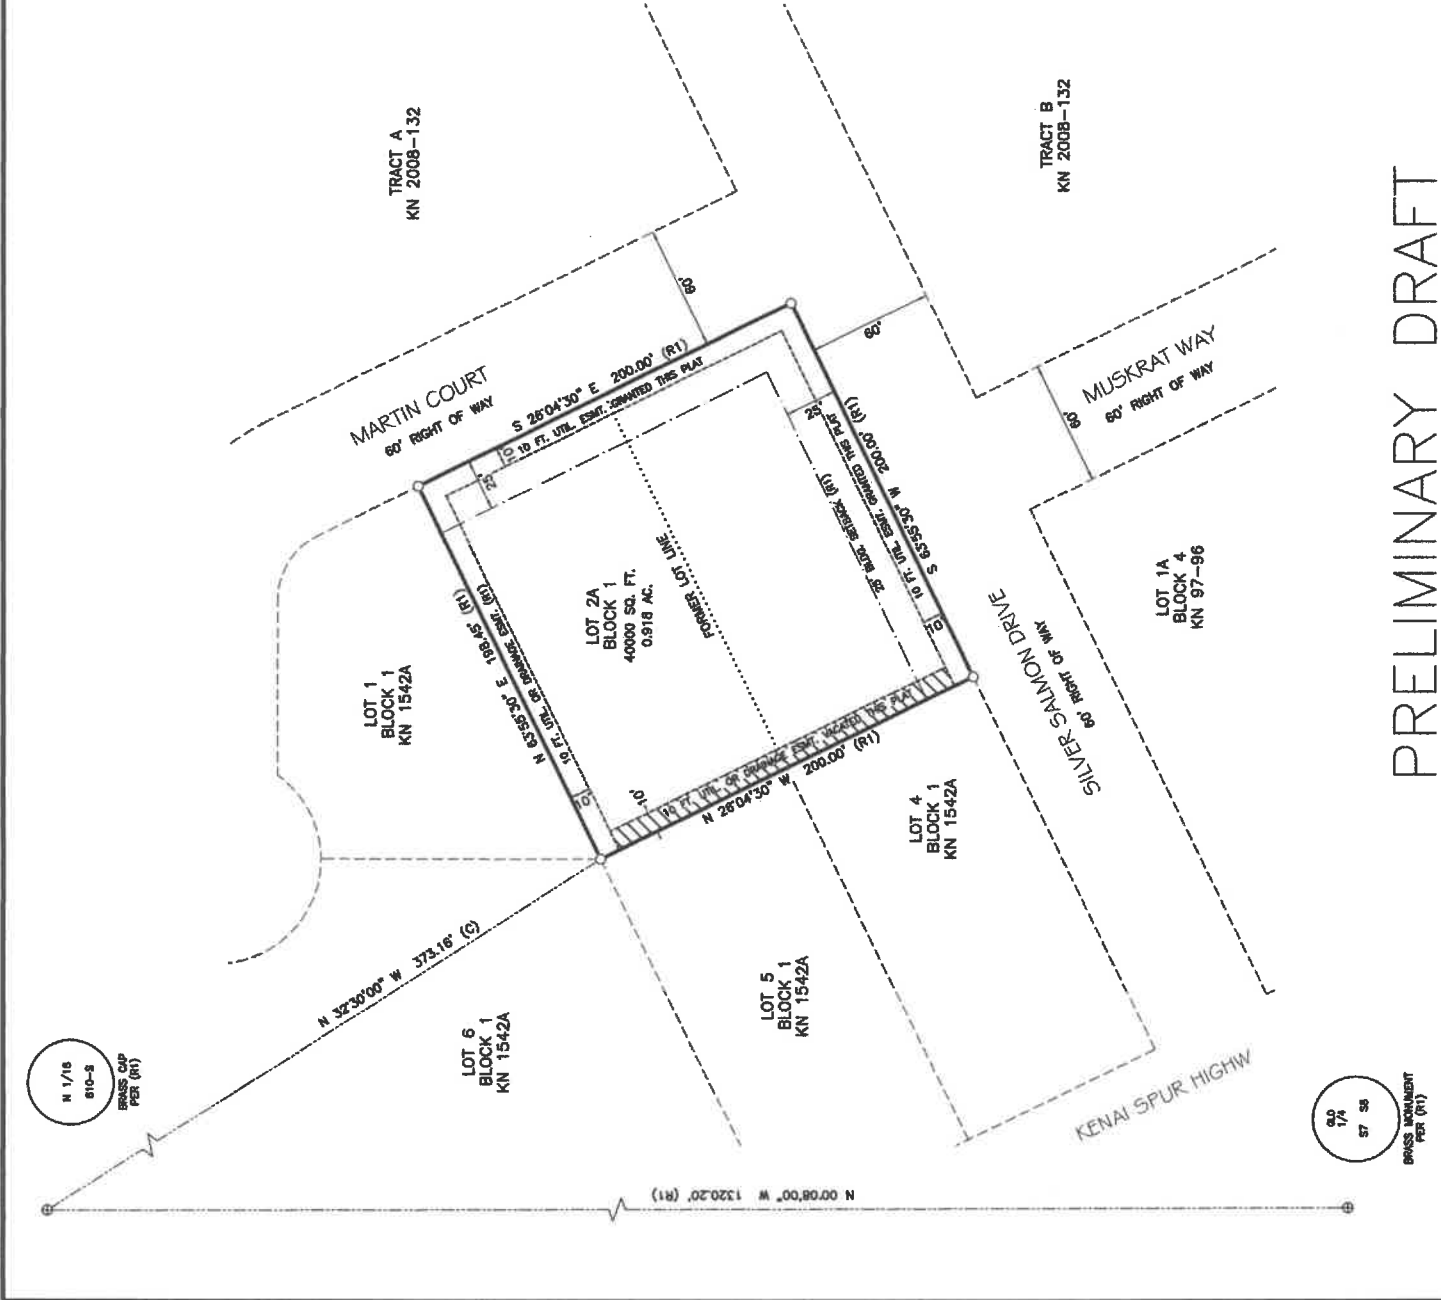 TRACT A
KN 2008-132
TRACT B
KN 2008-132
MARTIN COURT
60' RIGHT OF WAY
60'
60'
MUSKRAT WAY
60' RIGHT OF WAY
60'
S 26°04'30" E 200.00' (R1)
10 FT. UTIL. ESMT. GRANTED THIS PLAT
10
25'
25'
S 63°55'30" W 200.00' (R1)
10 FT. UTIL. ESMT. GRANTED THIS PLAT
25' BLDG. SETBACK (R1)
10'
N 63°55'30" E 198.45' (R1)
10 FT. UTIL. OR DRAINAGE ESMT. (R1)
10'
LOT 2A
BLOCK 1
40000 SQ. FT.
0.918 AC.
FORMER LOT LINE
10'
10 FT. UTIL. OR DRAINAGE ESMT. VACATED THIS PLAT
N 26°04'30" W 200.00' (R1)
LOT 1
BLOCK 1
KN 1542A
SILVER SALMON DRIVE
60' RIGHT OF WAY
LOT 1A
BLOCK 4
KN 97-96
LOT 4
BLOCK 1
KN 1542A
LOT 5
BLOCK 1
KN 1542A
LOT 6
BLOCK 1
KN 1542A
N 32°30'00" W 373.16' (C)
KENAI SPUR HIGHW
N 1/16
610-S
BRASS CAP
PER (R1)
GLO
1/4
S7 S8
BRASS MONUMENT
PER (R1)
N 00°08'00" W 1320.20' (R1)
PRELIMINARY DRAFT